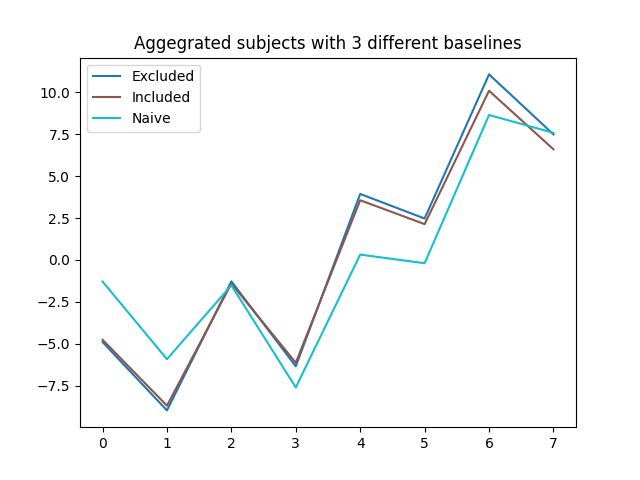 Aggegrated subjects with 3 different baselines
Excluded
Included
Naive
10.0
7.5
5.0
2.5
0.0
−2.5
−5.0
−7.5
0 1 2 3 4 5 6 7